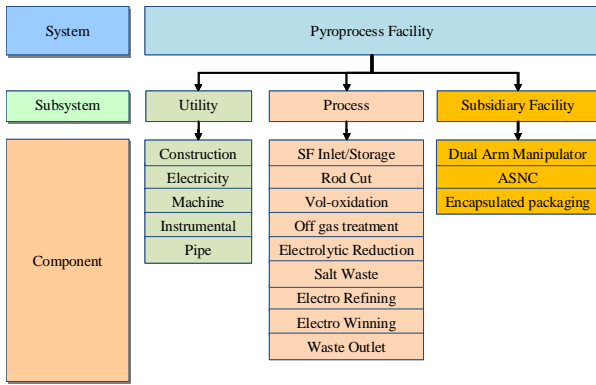 System
Pyroprocess Facility
Subsystem
Utility
Process
Subsidiary Facility
Component
Construction
Electricity
Machine
Instrumental
Pipe
SF Inlet/Storage
Rod Cut
Vol-oxidation
Off gas treatment
Electrolytic Reduction
Salt Waste
Electro Refining
Electro Winning
Waste Outlet
Dual Arm Manipulator
ASNC
Encapsulated packaging